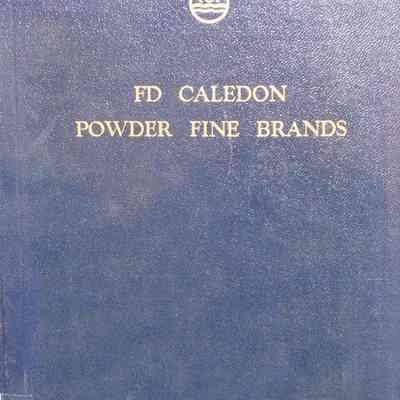 FD CALEDON
POWDER FINE BRANDS